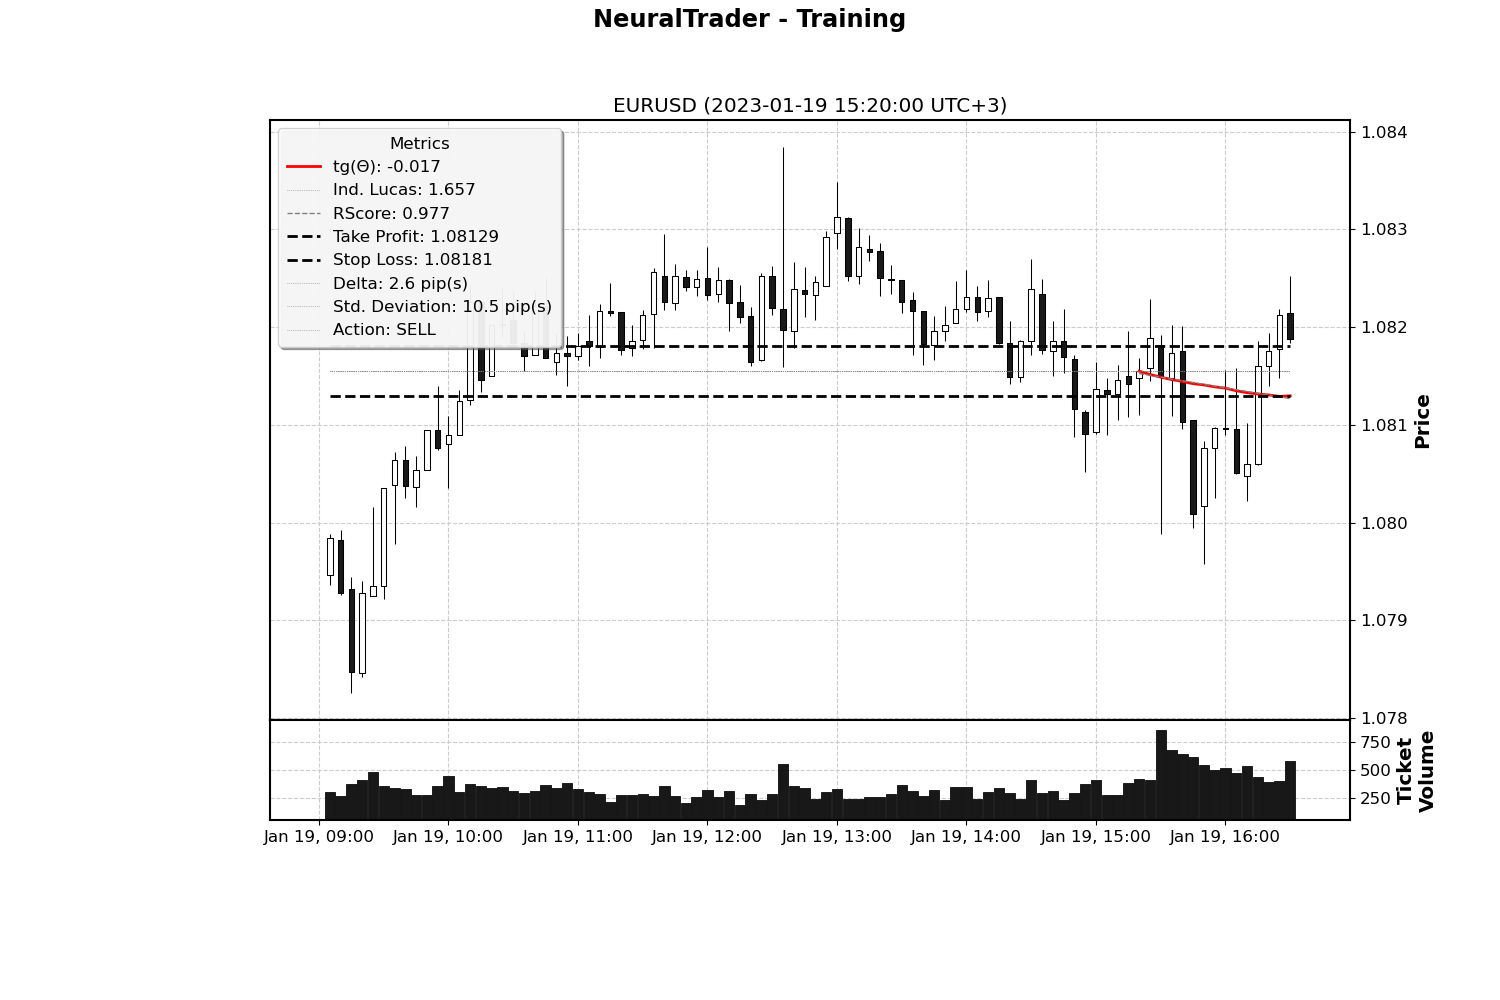 NeuralTrader - Training
EURUSD (2023-01-19 15:20:00 UTC+3)
Metrics
tg(Θ): -0.017
Ind. Lucas: 1.657
RScore: 0.977
Take Profit: 1.08129
Stop Loss: 1.08181
Delta: 2.6 pip(s)
Std. Deviation: 10.5 pip(s)
Action: SELL
1.084
1.083
1.082
1.081
1.080
1.079
1.078
Price
750
500
250
Ticket
Volume
Jan 19, 09:00
Jan 19, 10:00
Jan 19, 11:00
Jan 19, 12:00
Jan 19, 13:00
Jan 19, 14:00
Jan 19, 15:00
Jan 19, 16:00